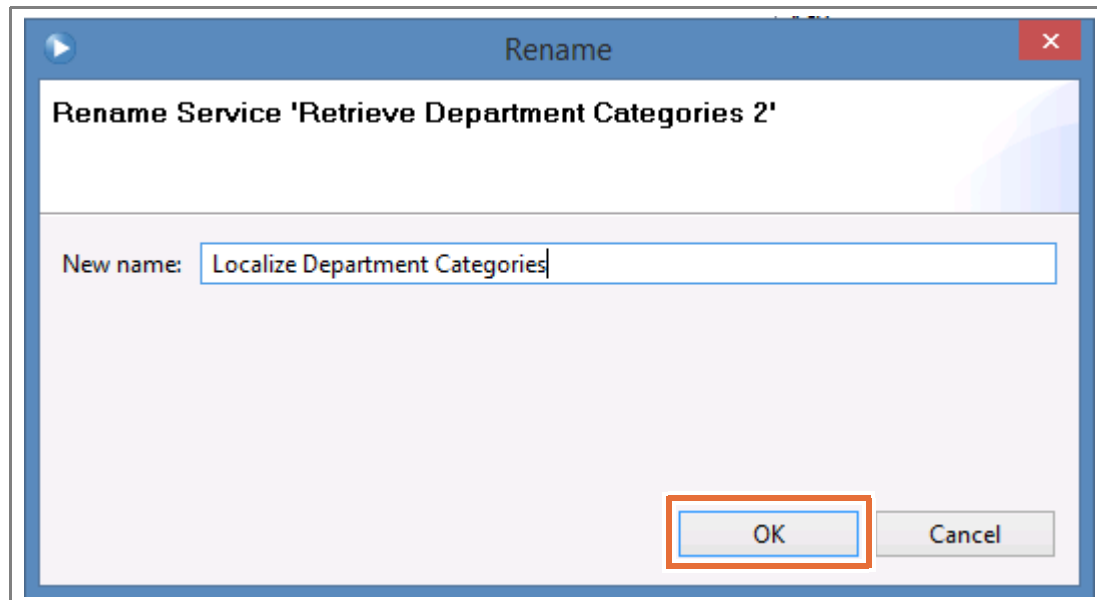 Rename
Rename Service 'Retrieve Department Categories 2'
New name: Localize Department Categories
OK Cancel